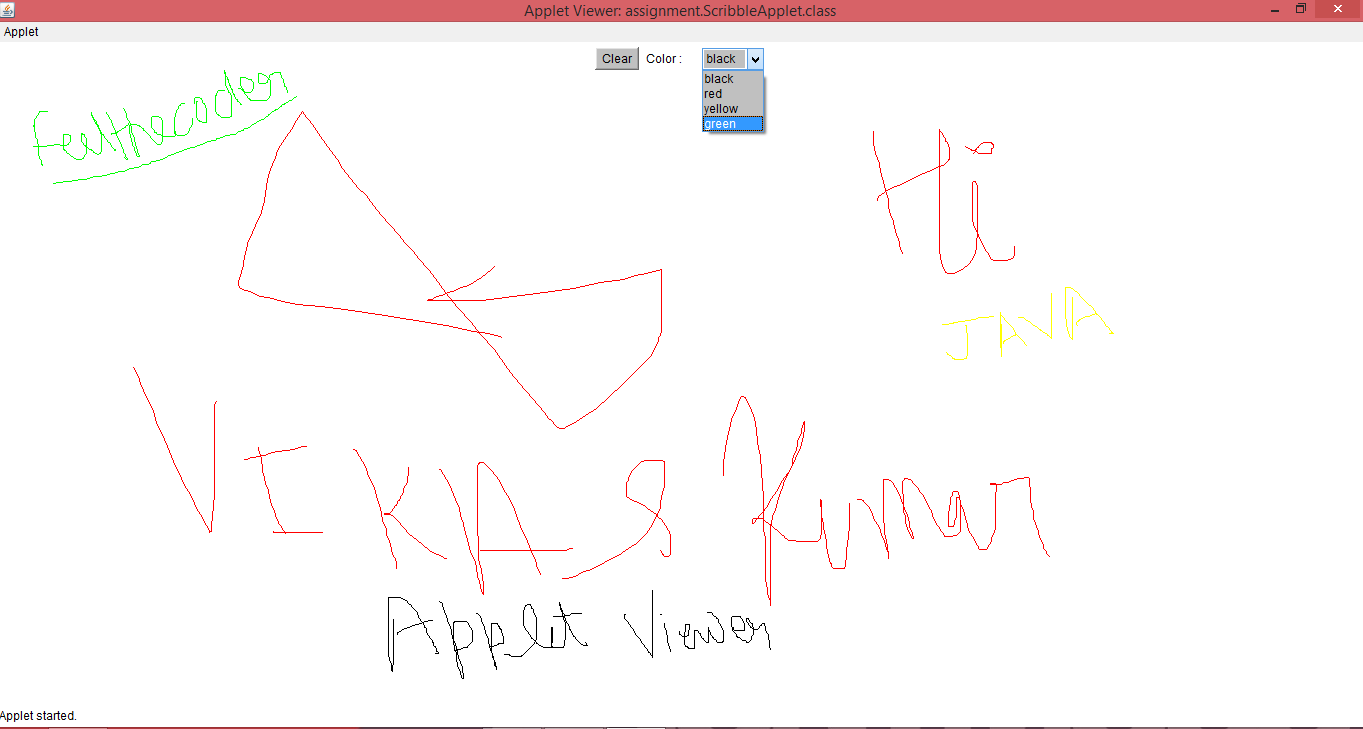 Applet Viewer: assignment.ScribbleApplet.class
Applet
Clear Color : black
black
red
yellow
green
Feelthecoder
Hi
JAVA
VIKAS Kumar
Applet Viewer
Applet started.